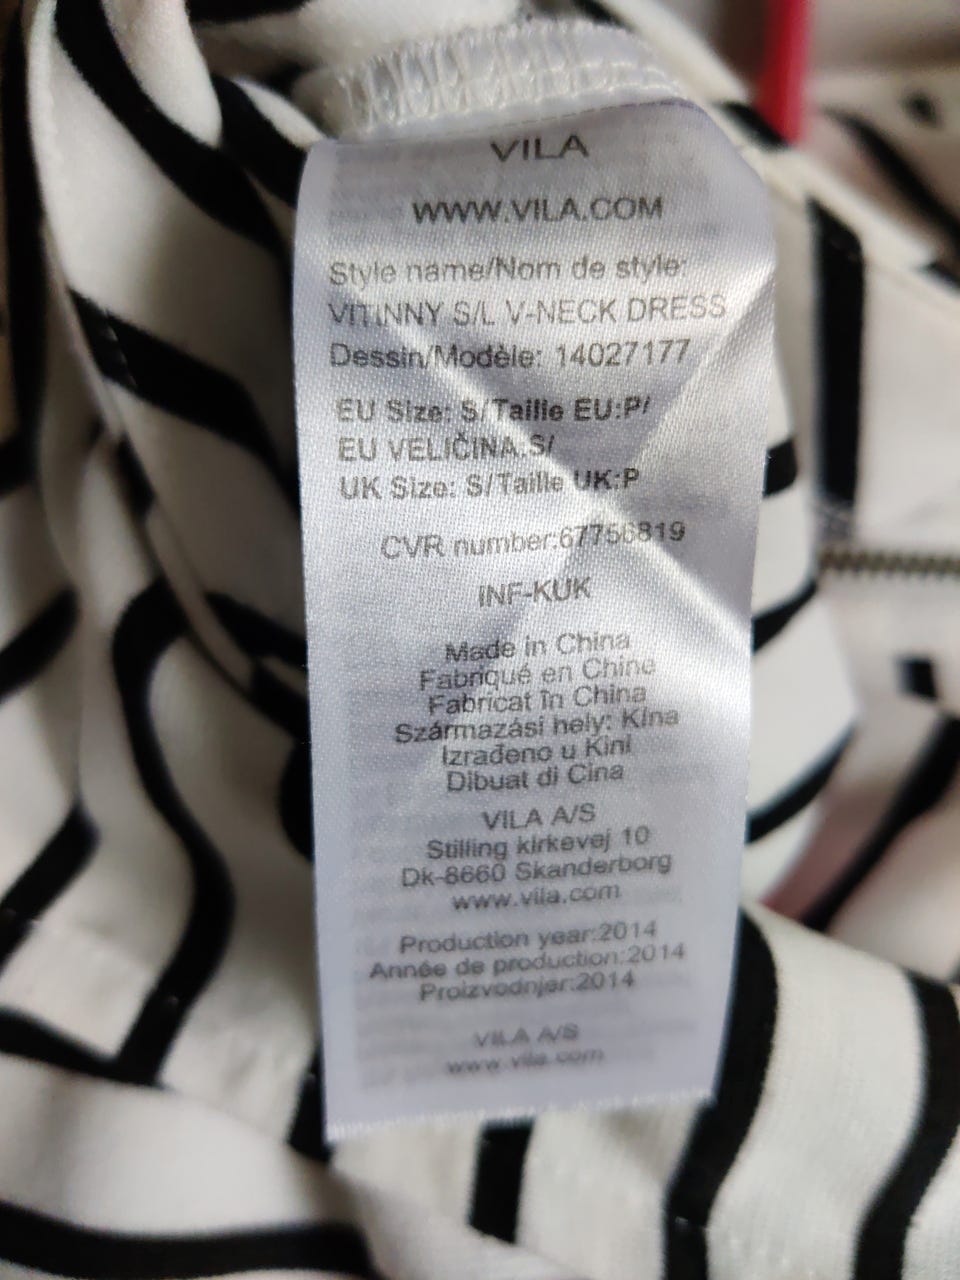 VILA
WWW.VILA.COM
Style name/Nom de style:
VITINNY S/L V-NECK DRESS
Dessin/Modèle: 14027177
EU Size: S/Taille EU:P/
EU VELIČINA:S/
UK Size: S/Taille UK:P
CVR number:67756819
INF-KUK
Made in China
Fabriqué en Chine
Fabricat în China
Származási hely: Kína
Izrađeno u Kini
Dibuat di Cina
VILA A/S
Stilling kirkevej 10
Dk-8660 Skanderborg
www.vila.com
Production year:2014
Année de production:2014
Proizvodnjar:2014
VILA A/S
www.vila.com